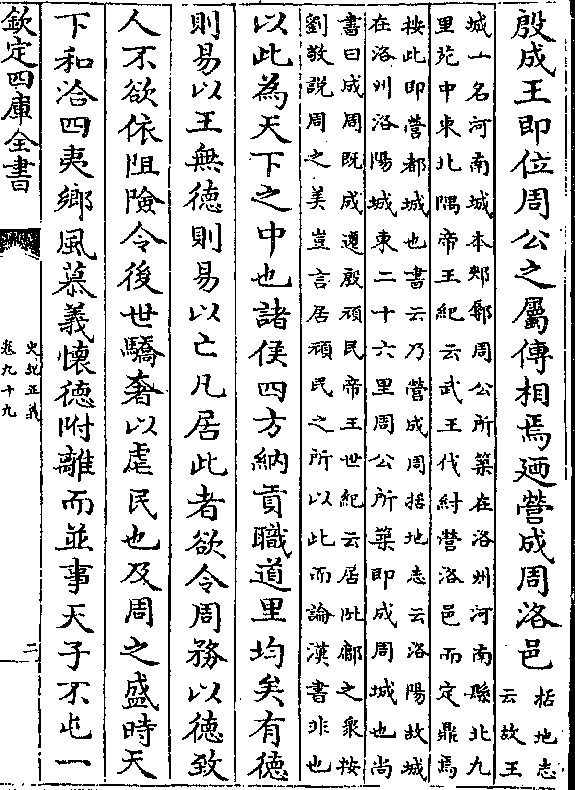 殷成王即位周公之屬傅相焉廼營成周洛邑
括地志
云故王
城一名河南城本郟鄏周公所築在洛州河南縣北九
里苑中東北隅帝王紀云武王伐紂營洛邑而定鼎焉
按此即營都城也書云乃營成周括地志云洛陽故城
在洛州洛陽城東二十六里周公所築即成周城也尚
書曰成周既成遷殷頑民帝王世紀云居邶鄘之衆按
劉敬說周之美豈言居頑民之所以此而論漢書非也
以此為天下之中也諸侯四方納貢職道里均矣有德
則易以王無德則易以亡凡居此者欲令周務以德致
人不欲依阻險令後世驕奢以虐民也及周之盛時天
下和洽四夷鄉風慕義懷德附離而並事天子不屯一
欽定四庫全書
史記正義
卷九十九
二